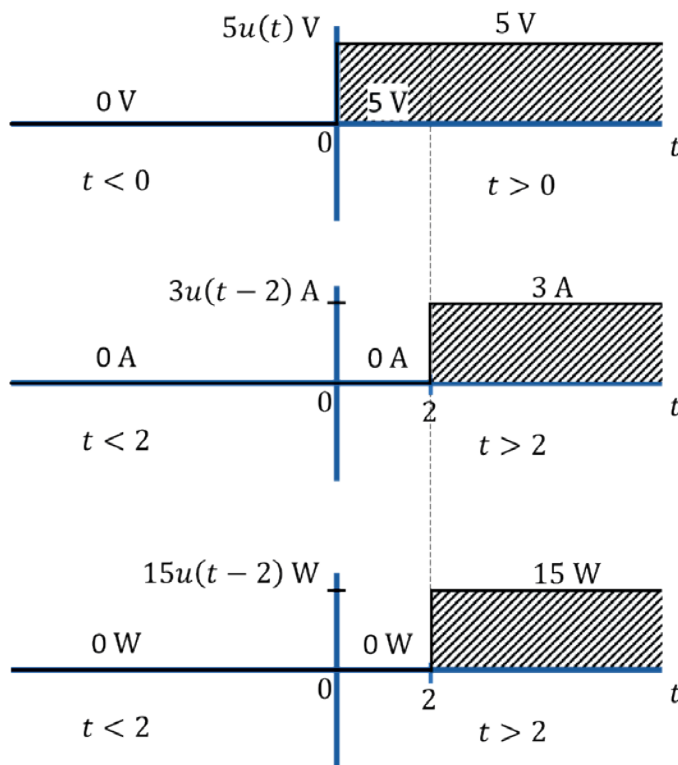 5u(t) V
5 V
0 V
5 V
0
t
t < 0
t > 0
3u(t − 2) A
3 A
0 A
0 A
0
2
t
t < 2
t > 2
15u(t − 2) W
15 W
0 W
0 W
0
2
t
t < 2
t > 2